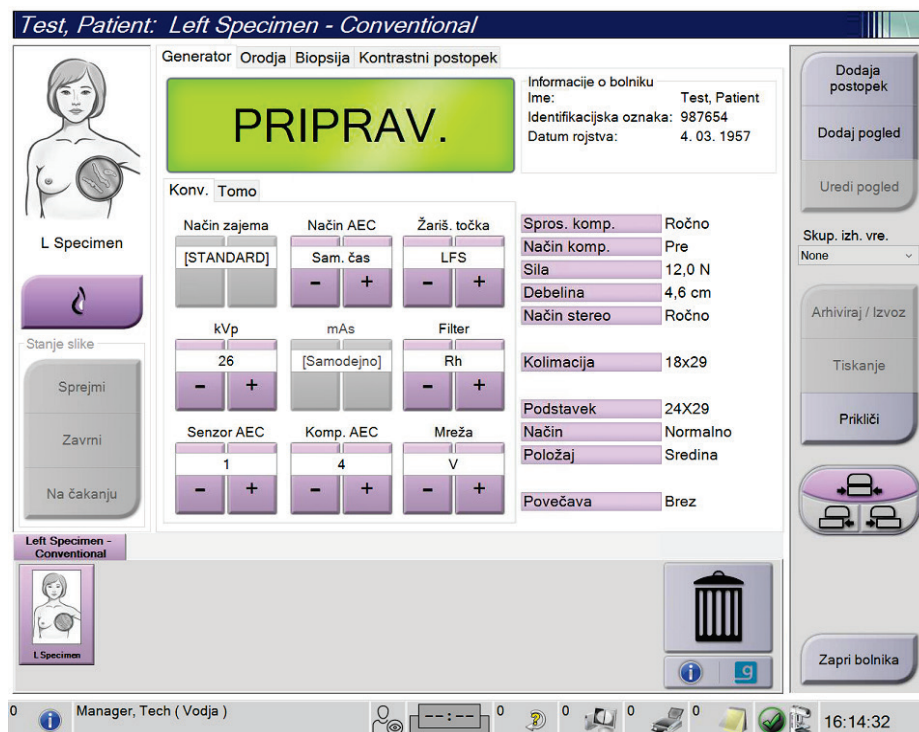 Test, Patient: Left Specimen - Conventional
Generator Orodja Biopsija Kontrastni postopek
PRIPRAV.
Informacije o bolniku
Ime: Test, Patient
Identifikacijska oznaka: 987654
Datum rojstva: 4. 03. 1957
L Specimen
Stanje slike
Sprejmi
Zavrni
Na čakanju
Konv. Tomo
Način zajema Način AEC Žariš. točka
[STANDARD] Sam. čas LFS
- + - +
kVp mAs Filter
26 [Samodejno] Rh
- + - +
Senzor AEC Komp. AEC Mreža
1 4 V
- + - + - +
Spros. komp. Ročno
Način komp. Pre
Sila 12,0 N
Debelina 4,6 cm
Način stereo Ročno
Kolimacija 18x29
Podstavek 24X29
Način Normalno
Položaj Sredina
Povečava Brez
Dodaja
postopek
Dodaj pogled
Uredi pogled
Skup. izh. vre.
None
Arhiviraj / Izvoz
Tiskanje
Prikliči
Left Specimen -
Conventional
L Specimen
i g
Zapri bolnika
0 i Manager, Tech ( Vodja ) --:-- 0 ? 0 0 0 16:14:32